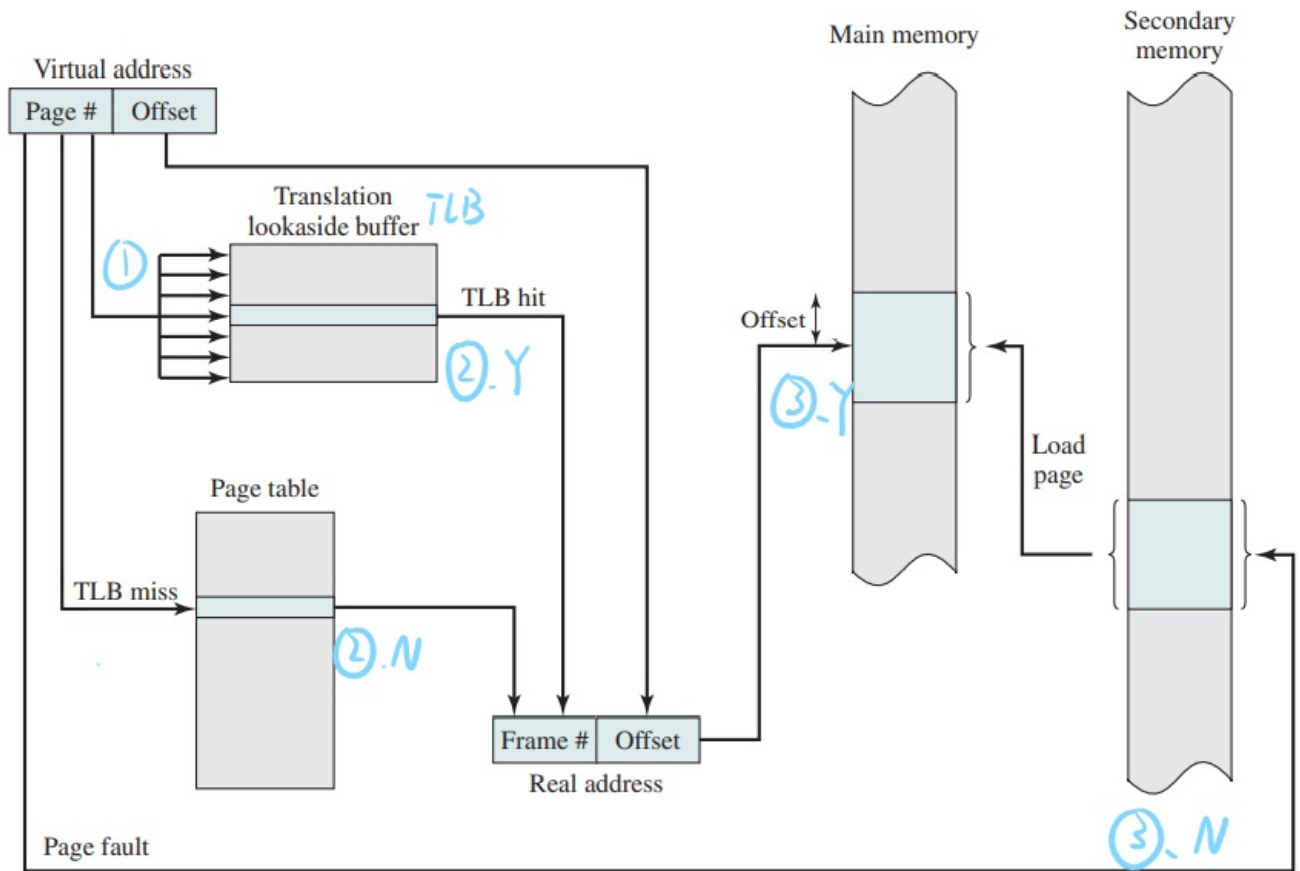 Main memory
Secondary
memory
Virtual address
Page #
Offset
Translation
lookaside buffer
TLB
①
TLB hit
②.Y
Offset
③.Y
Load
page
Page table
TLB miss
②.N
Frame #
Offset
Real address
③、N
Page fault